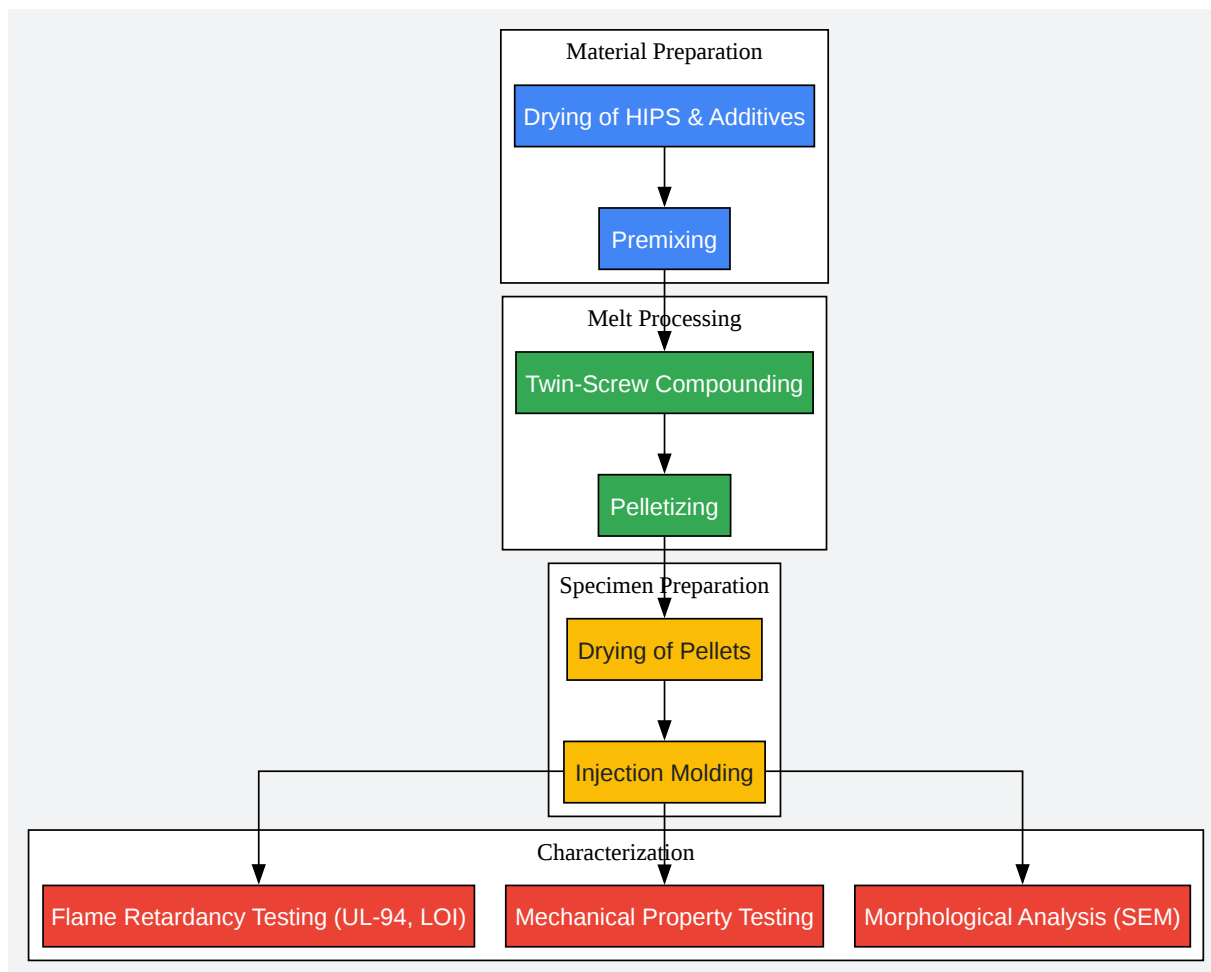 Material Preparation
Drying of HIPS & Additives
Premixing
Melt Processing
Twin-Screw Compounding
Pelletizing
Specimen Preparation
Drying of Pellets
Injection Molding
Characterization
Flame Retardancy Testing (UL-94, LOI)
Mechanical Property Testing
Morphological Analysis (SEM)